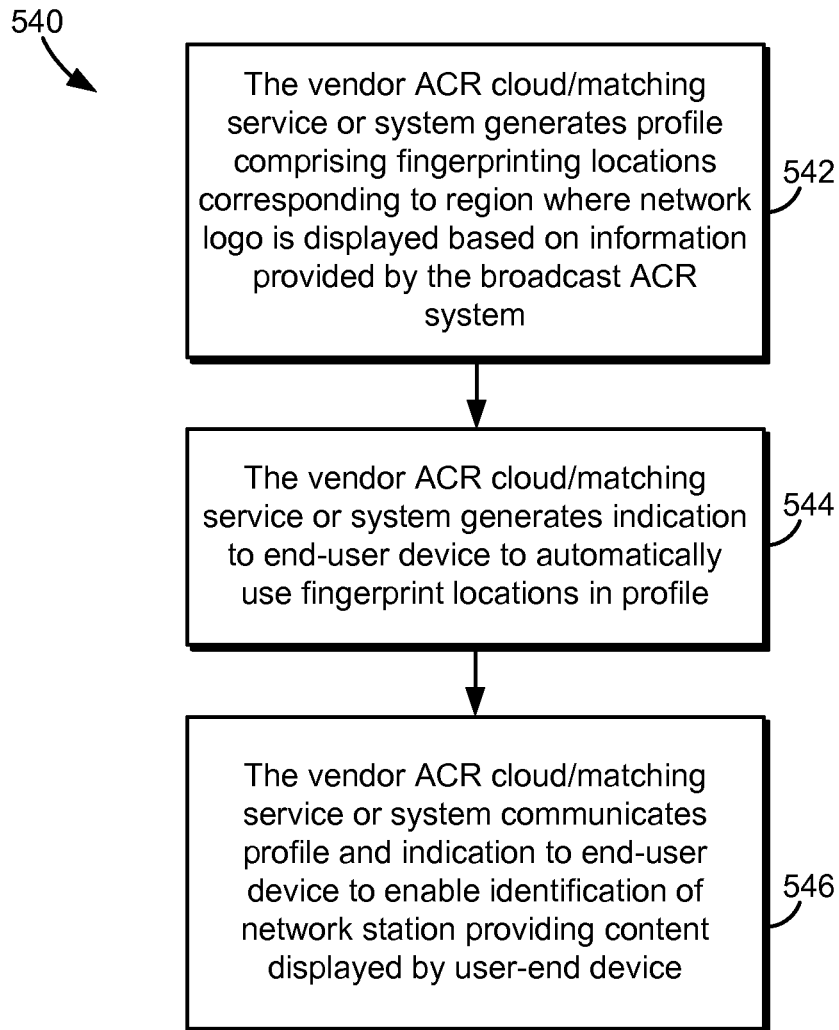 540
The vendor ACR cloud/matching
service or system generates profile
comprising fingerprinting locations
corresponding to region where network
logo is displayed based on information
provided by the broadcast ACR
system
542
The vendor ACR cloud/matching
service or system generates indication
to end-user device to automatically
use fingerprint locations in profile
544
The vendor ACR cloud/matching
service or system communicates
profile and indication to end-user
device to enable identification of
network station providing content
displayed by user-end device
546